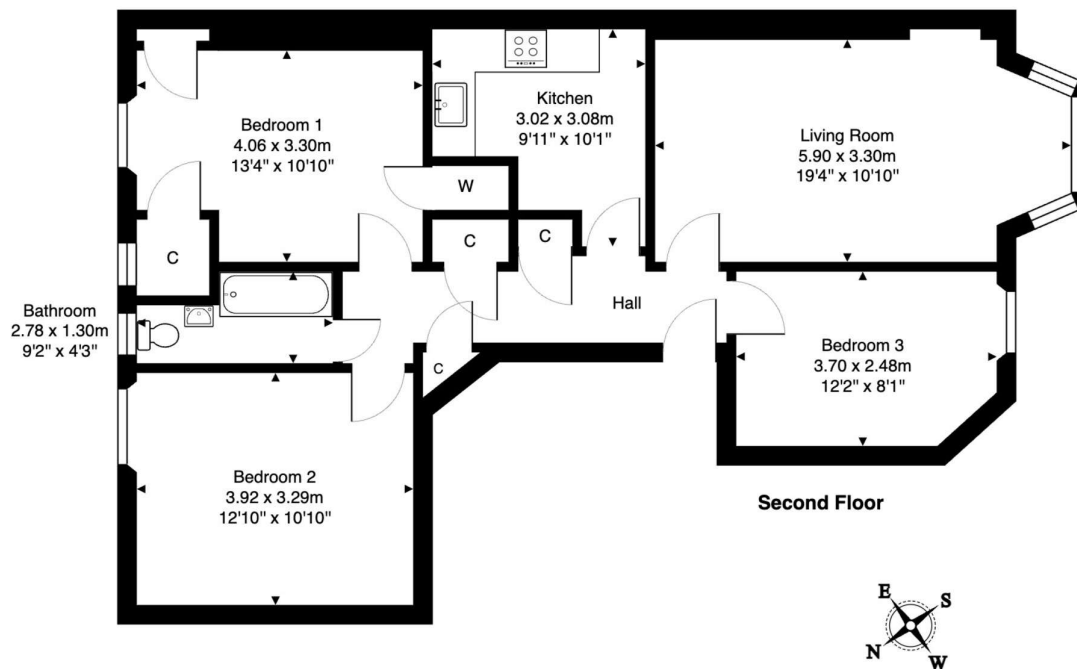 Bedroom 1
4.06 x 3.30m
13'4" x 10'10"
Kitchen
3.02 x 3.08m
9'11" x 10'1"
Living Room
5.90 x 3.30m
19'4" x 10'10"
W
C
C
C
Hall
Bathroom
2.78 x 1.30m
9'2" x 4'3"
C
Bedroom 3
3.70 x 2.48m
12'2" x 8'1"
Bedroom 2
3.92 x 3.29m
12'10" x 10'10"
Second Floor
E
S
N
W